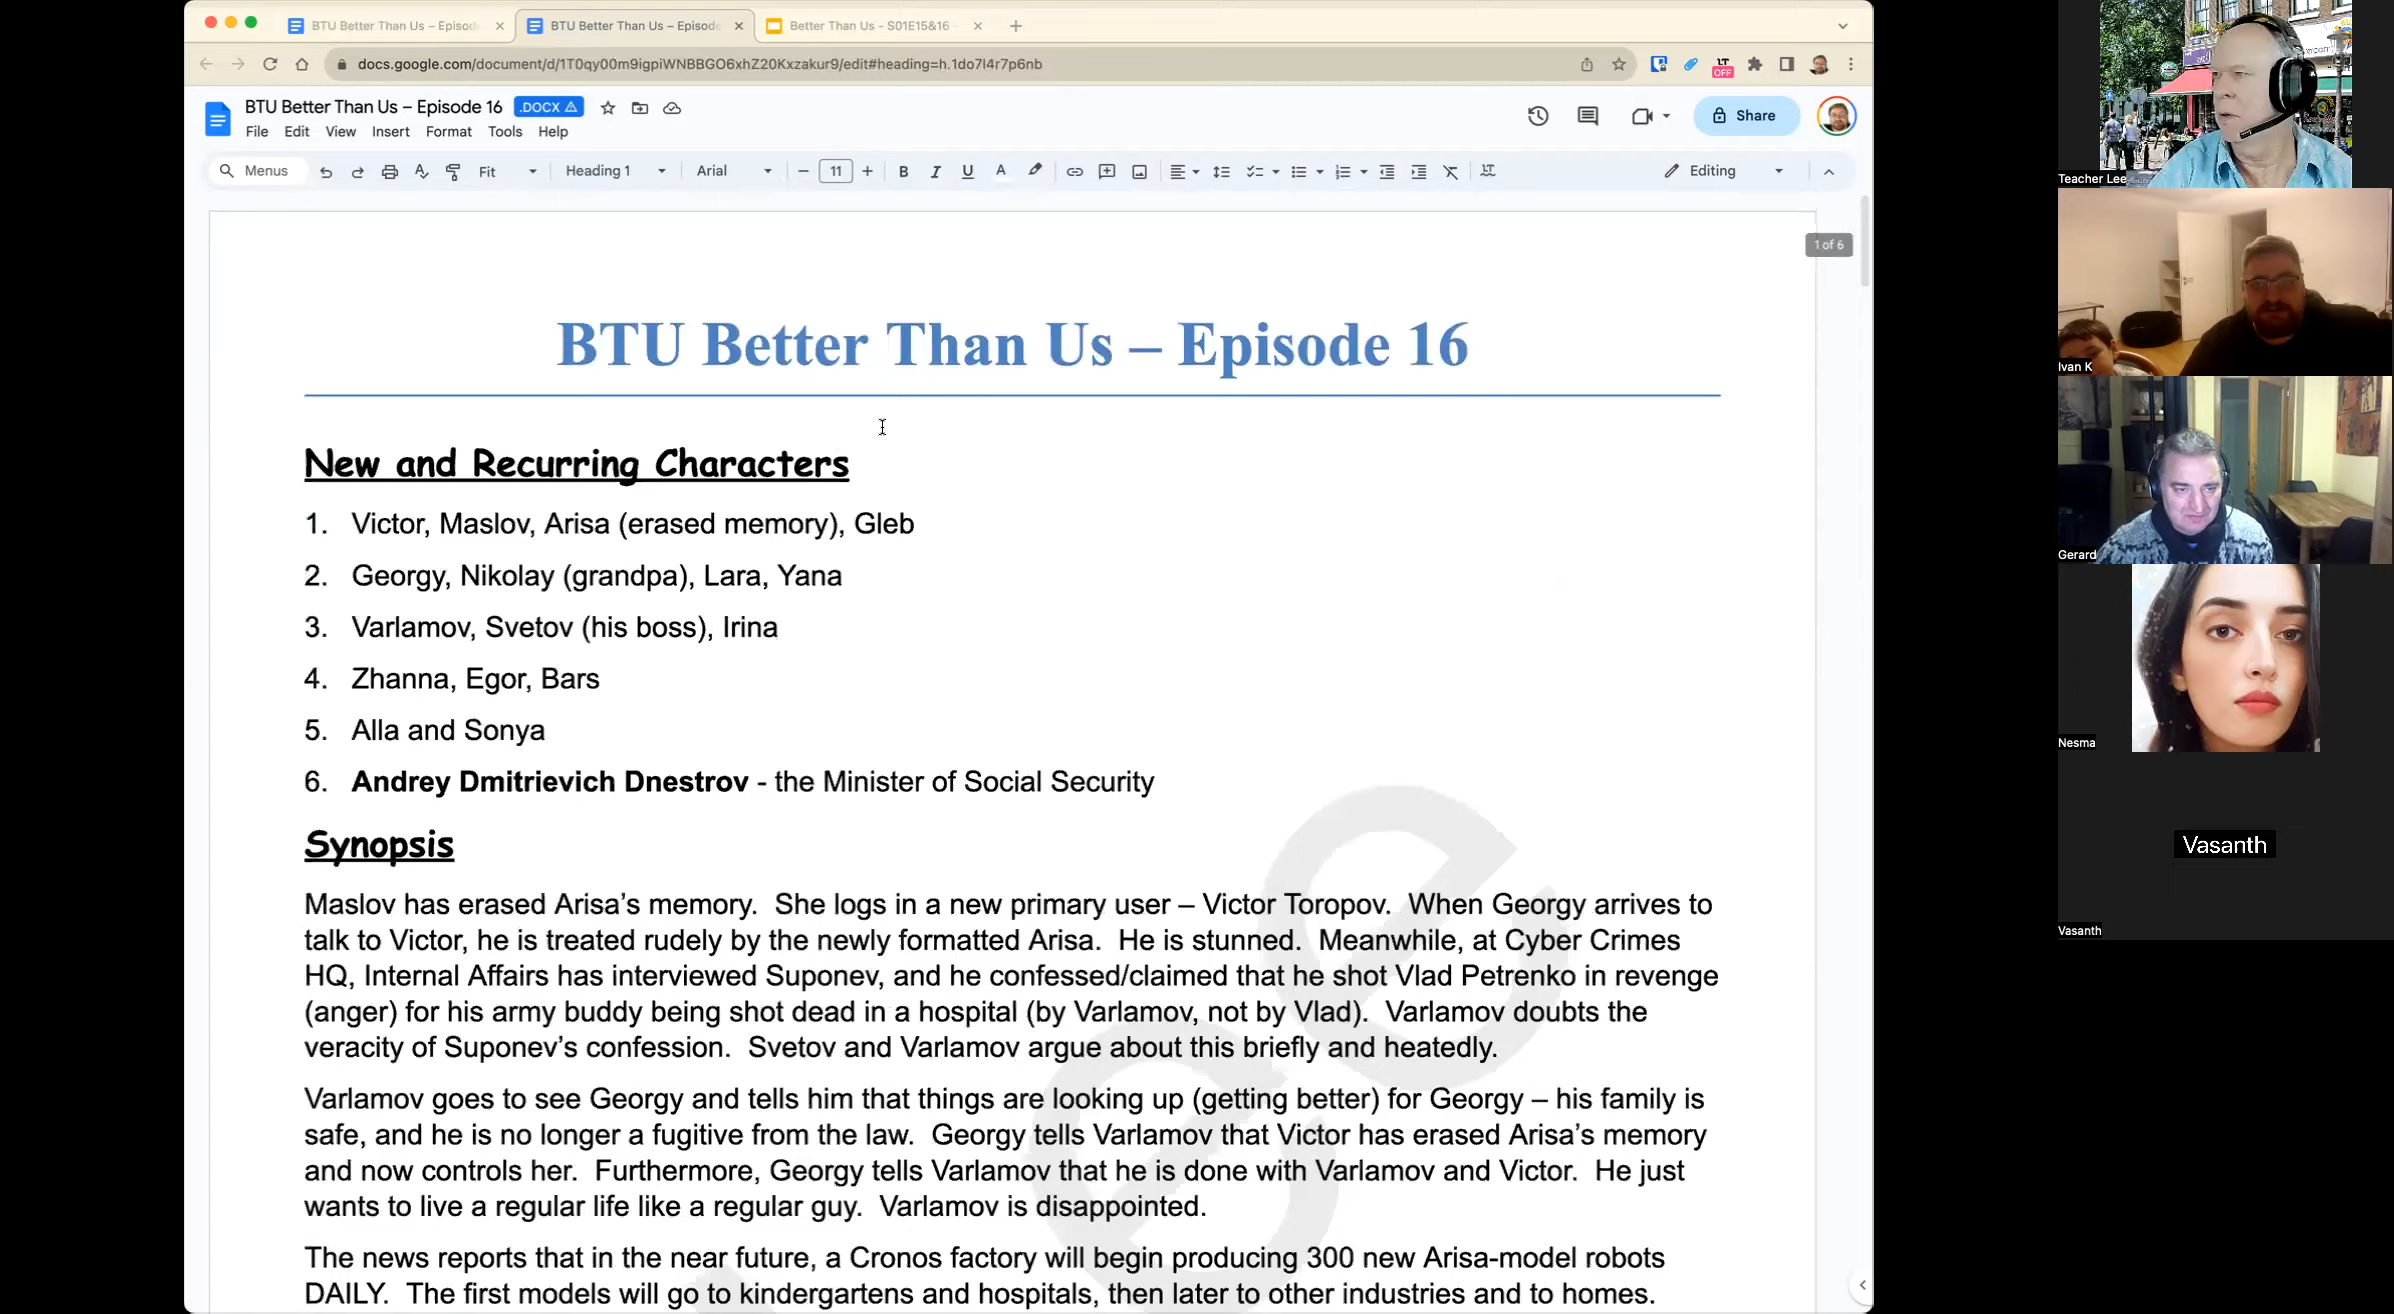 BTU Better Than Us – Episode
BTU Better Than Us – Episode
Better Than Us - S01E15&16
docs.google.com/document/d/1T0qy00m9igpiWNBBGO6xhZ20Kxzakur9/edit#heading=h.1do7l4r7p6nb
LT
OFF
BTU Better Than Us – Episode 16 .DOCX
File Edit View Insert Format Tools Help
Share
Menus
Fit
Heading 1
Arial
11
B I U A
LT
Editing
1 of 6
BTU Better Than Us – Episode 16
New and Recurring Characters
1. Victor, Maslov, Arisa (erased memory), Gleb
2. Georgy, Nikolay (grandpa), Lara, Yana
3. Varlamov, Svetov (his boss), Irina
4. Zhanna, Egor, Bars
5. Alla and Sonya
6. Andrey Dmitrievich Dnestrov - the Minister of Social Security
Synopsis
Maslov has erased Arisa’s memory. She logs in a new primary user – Victor Toropov. When Georgy arrives to
talk to Victor, he is treated rudely by the newly formatted Arisa. He is stunned. Meanwhile, at Cyber Crimes
HQ, Internal Affairs has interviewed Suponev, and he confessed/claimed that he shot Vlad Petrenko in revenge
(anger) for his army buddy being shot dead in a hospital (by Varlamov, not by Vlad). Varlamov doubts the
veracity of Suponev’s confession. Svetov and Varlamov argue about this briefly and heatedly.
Varlamov goes to see Georgy and tells him that things are looking up (getting better) for Georgy – his family is
safe, and he is no longer a fugitive from the law. Georgy tells Varlamov that Victor has erased Arisa’s memory
and now controls her. Furthermore, Georgy tells Varlamov that he is done with Varlamov and Victor. He just
wants to live a regular life like a regular guy. Varlamov is disappointed.
The news reports that in the near future, a Cronos factory will begin producing 300 new Arisa-model robots
DAILY. The first models will go to kindergartens and hospitals, then later to other industries and to homes.
Teacher Lee
Ivan K
Gerard
Nesma
Vasanth
Vasanth